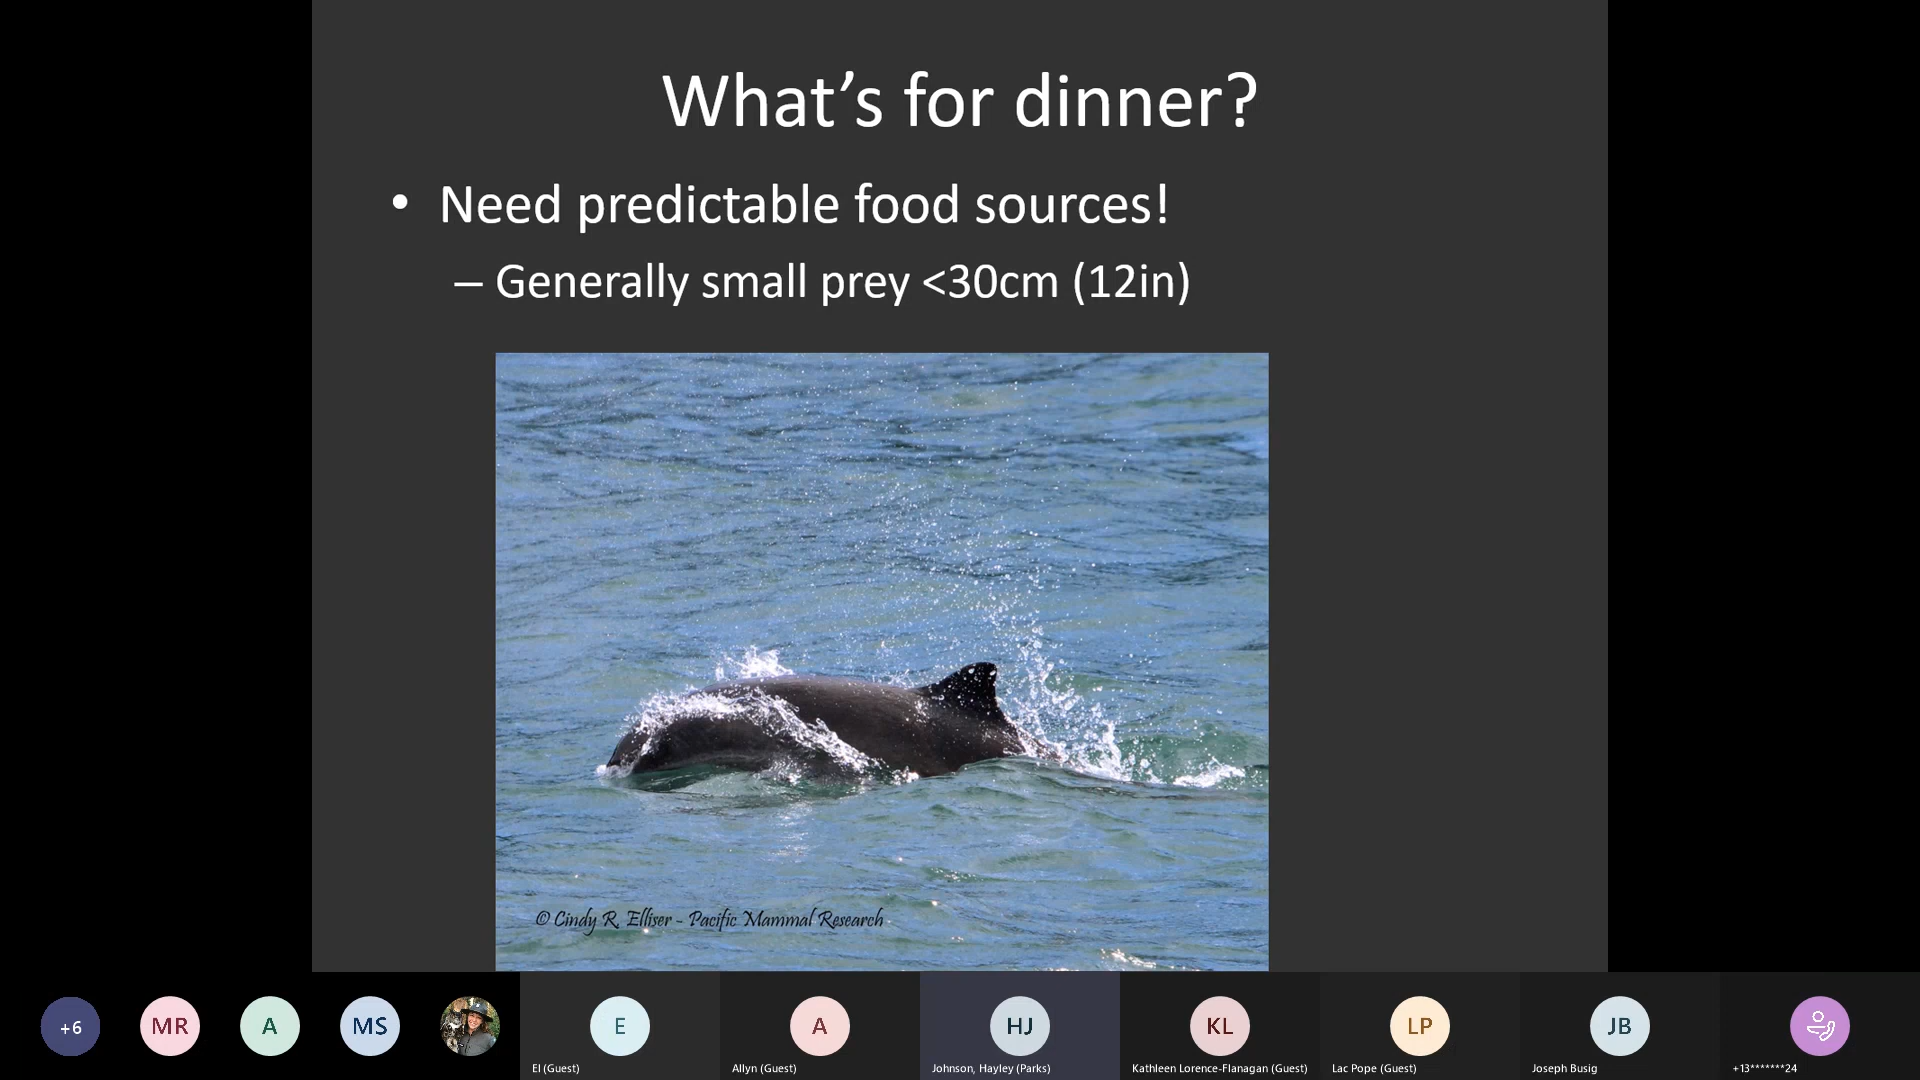 What’s for dinner?
• Need predictable food sources!
– Generally small prey <30cm (12in)
© Cindy R. Elliser - Pacific Mammal Research
+6
MR
A
MS
E
A
HJ
KL
LP
JB
El (Guest)
Allyn (Guest)
Johnson, Hayley (Parks)
Kathleen Lorence-Flanagan (Guest)
Lac Pope (Guest)
Joseph Busig
+13*******24